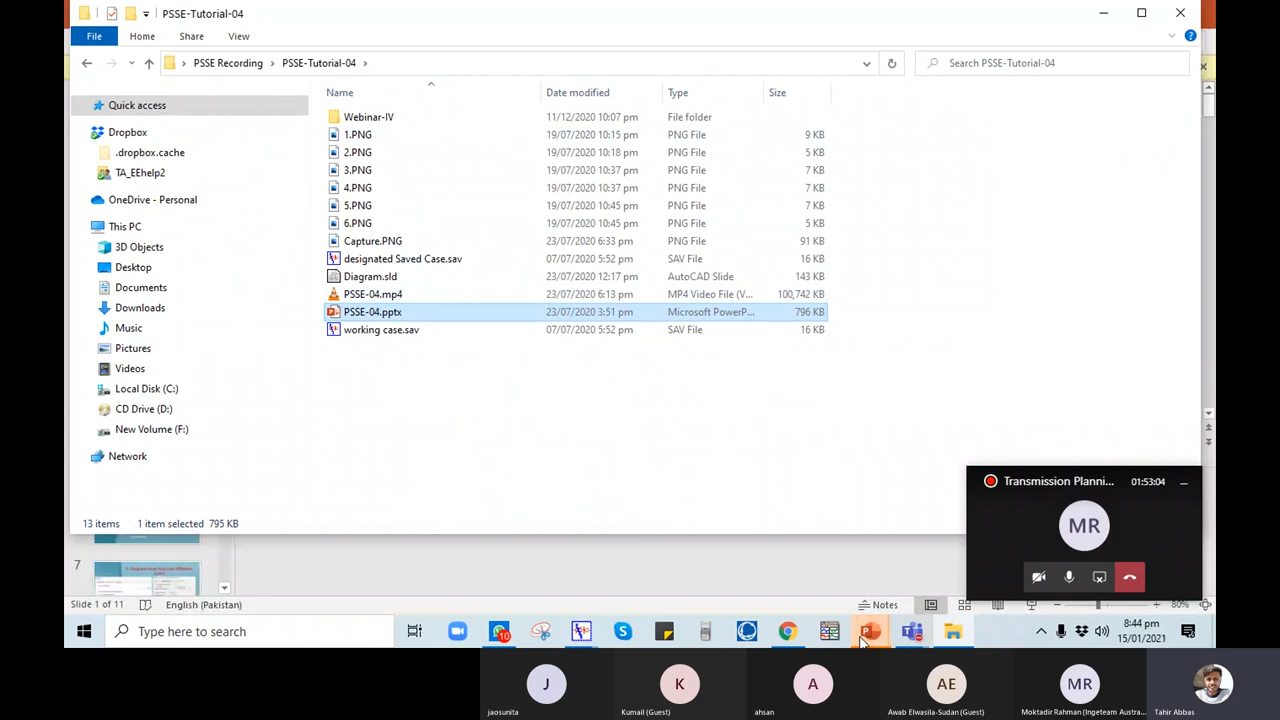 PSSE-Tutorial-04
File Home Share View
PSSE Recording PSSE-Tutorial-04
Search PSSE-Tutorial-04
Name Date modified Type Size
Quick access
Dropbox
.dropbox.cache
TA_EEhelp2
OneDrive - Personal
This PC
3D Objects
Desktop
Documents
Downloads
Music
Pictures
Videos
Local Disk (C:)
CD Drive (D:)
New Volume (F:)
Network
Webinar-IV 11/12/2020 10:07 pm File folder
1.PNG 19/07/2020 10:15 pm PNG File 9 KB
2.PNG 19/07/2020 10:18 pm PNG File 5 KB
3.PNG 19/07/2020 10:37 pm PNG File 7 KB
4.PNG 19/07/2020 10:37 pm PNG File 7 KB
5.PNG 19/07/2020 10:45 pm PNG File 7 KB
6.PNG 19/07/2020 10:45 pm PNG File 5 KB
Capture.PNG 23/07/2020 6:33 pm PNG File 91 KB
designated Saved Case.sav 07/07/2020 5:52 pm SAV File 16 KB
Diagram.sld 23/07/2020 12:17 pm AutoCAD Slide 143 KB
PSSE-04.mp4 23/07/2020 6:13 pm MP4 Video File (V... 100,742 KB
PSSE-04.pptx 23/07/2020 3:51 pm Microsoft PowerP... 796 KB
working case.sav 07/07/2020 5:52 pm SAV File 16 KB
13 items 1 item selected 795 KB
Transmission Planni... 01:53:04
MR
7
Slide 1 of 11 English (Pakistan) Notes 80%
Type here to search
10
8:44 pm
15/01/2021
J K A AE MR
jaosunita Kumail (Guest) ahsan Awab Elwasila-Sudan (Guest) Moktadir Rahman (Ingeteam Austra... Tahir Abbas